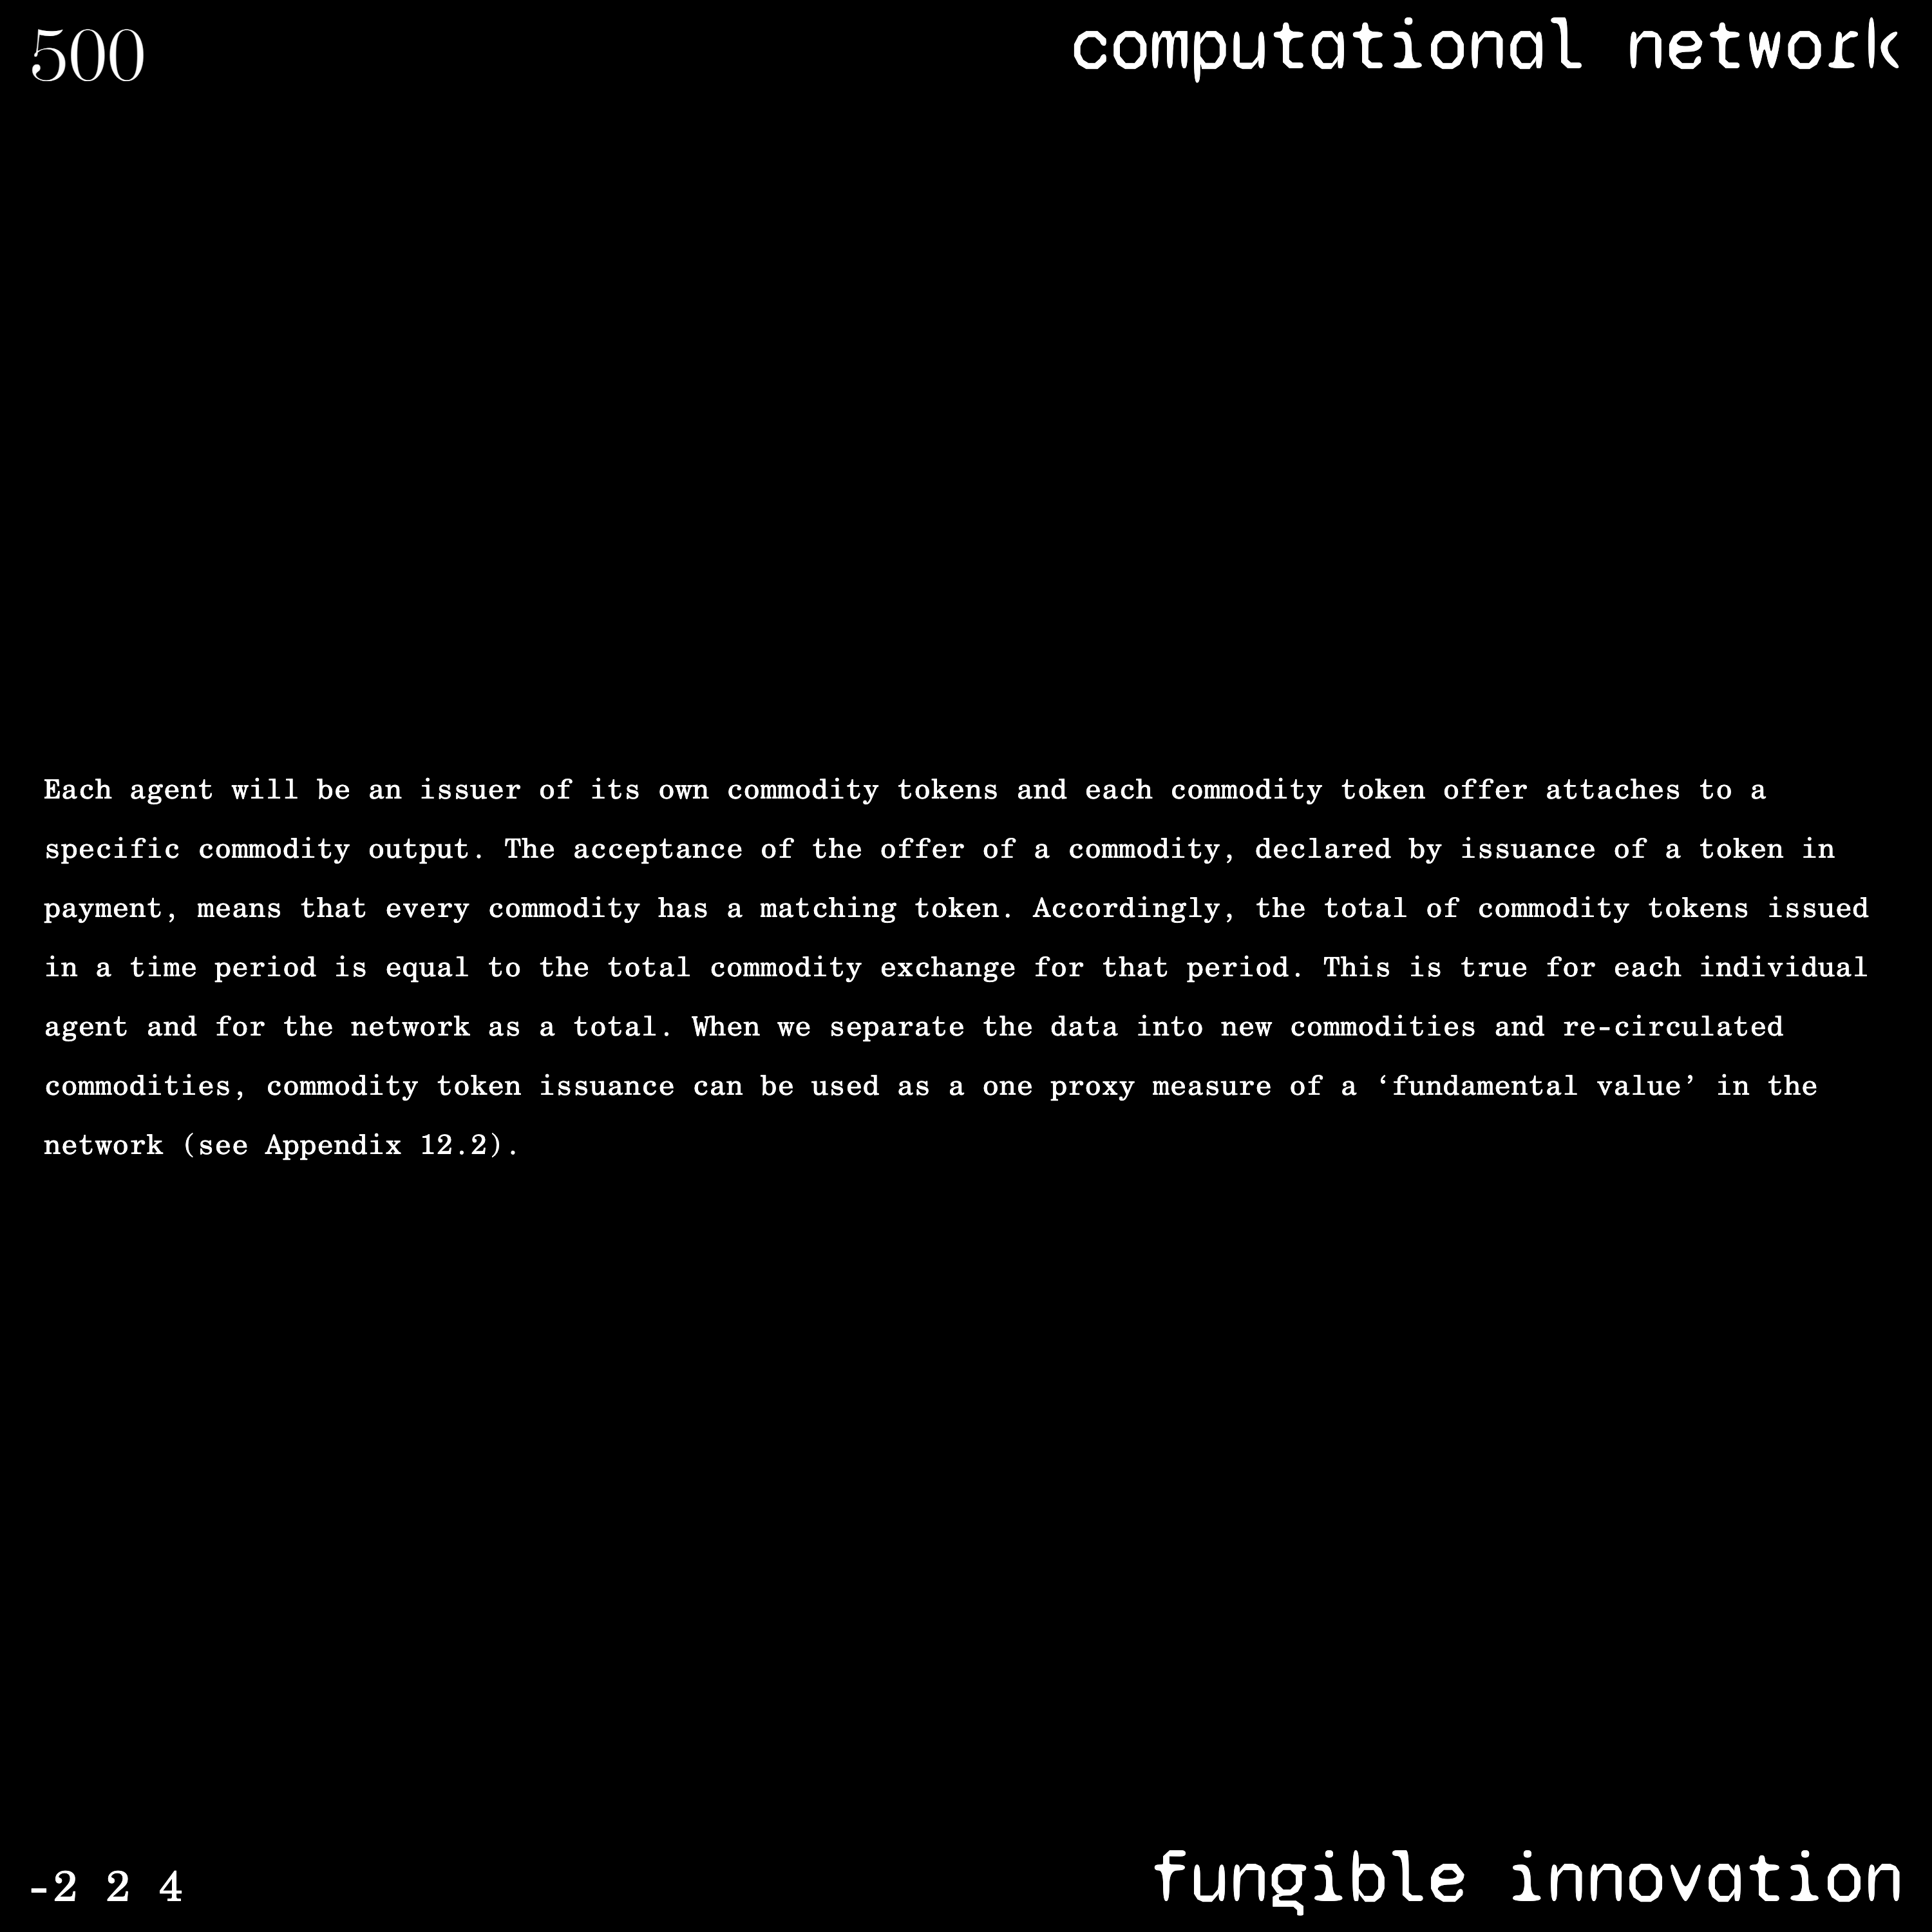 500
computational network
Each agent will be an issuer of its own commodity tokens and each commodity token offer attaches to a
specific commodity output. The acceptance of the offer of a commodity, declared by issuance of a token in
payment, means that every commodity has a matching token. Accordingly, the total of commodity tokens issued
in a time period is equal to the total commodity exchange for that period. This is true for each individual
agent and for the network as a total. When we separate the data into new commodities and re-circulated
commodities, commodity token issuance can be used as a one proxy measure of a ‘fundamental value’ in the
network (see Appendix 12.2).
-2 2 4
fungible innovation